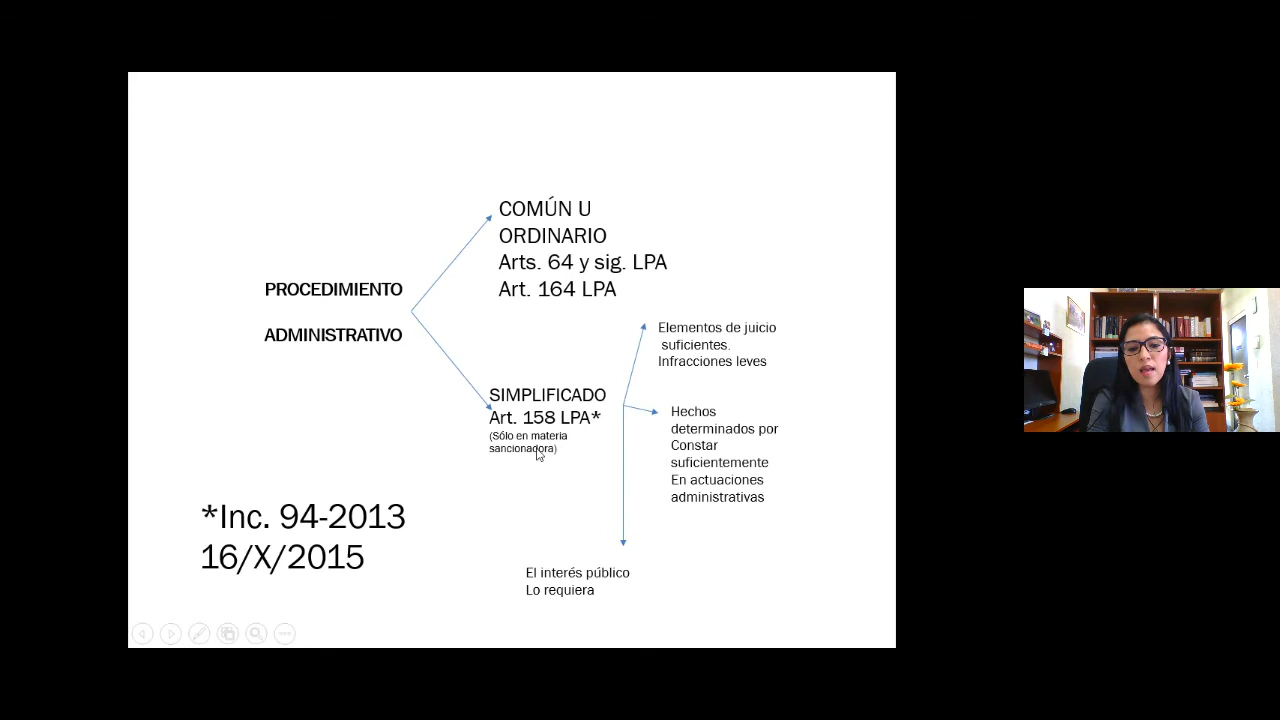 COMÚN U
ORDINARIO
Arts. 64 y sig. LPA
Art. 164 LPA
PROCEDIMIENTO
ADMINISTRATIVO
Elementos de juicio
suficientes.
Infracciones leves
SIMPLIFICADO
Art. 158 LPA*
(Sólo en materia
sancionadora)
Hechos
determinados por
Constar
suficientemente
En actuaciones
administrativas
*Inc. 94-2013
16/X/2015
El interés público
Lo requiera